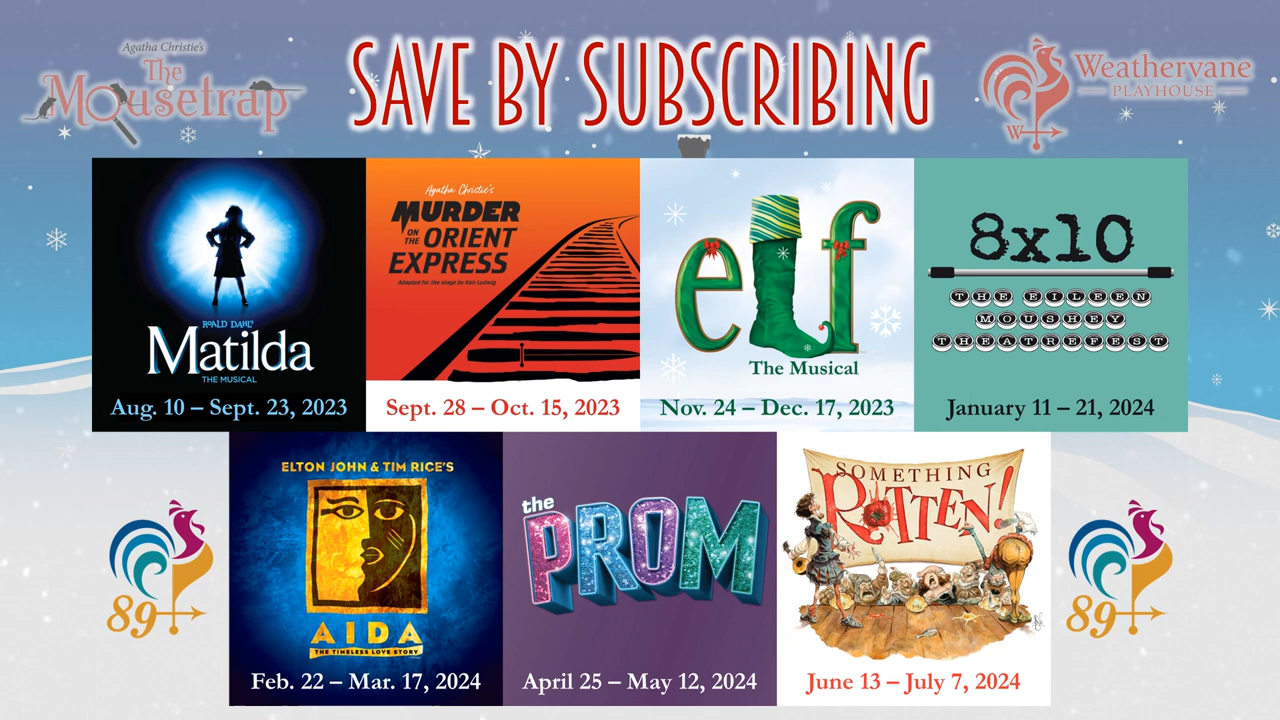 Agatha Christie's
The
Mousetrap
SAVE BY SUBSCRIBING
Weathervane
PLAYHOUSE
W
ROALD DAHL'S
Matilda
THE MUSICAL
Aug. 10 – Sept. 23, 2023
Agatha Christie's
MURDER
ON THE ORIENT
EXPRESS
Adapted for the stage by Ken Ludwig
Sept. 28 – Oct. 15, 2023
elf
The Musical
Nov. 24 – Dec. 17, 2023
8x10
THE EILEEN
MOUSHEY
THEATREFEST
January 11 – 21, 2024
89
ELTON JOHN & TIM RICE'S
AIDA
THE TIMELESS LOVE STORY
Feb. 22 – Mar. 17, 2024
the
PROM
April 25 – May 12, 2024
SOMETHING
ROTTEN!
June 13 – July 7, 2024
89